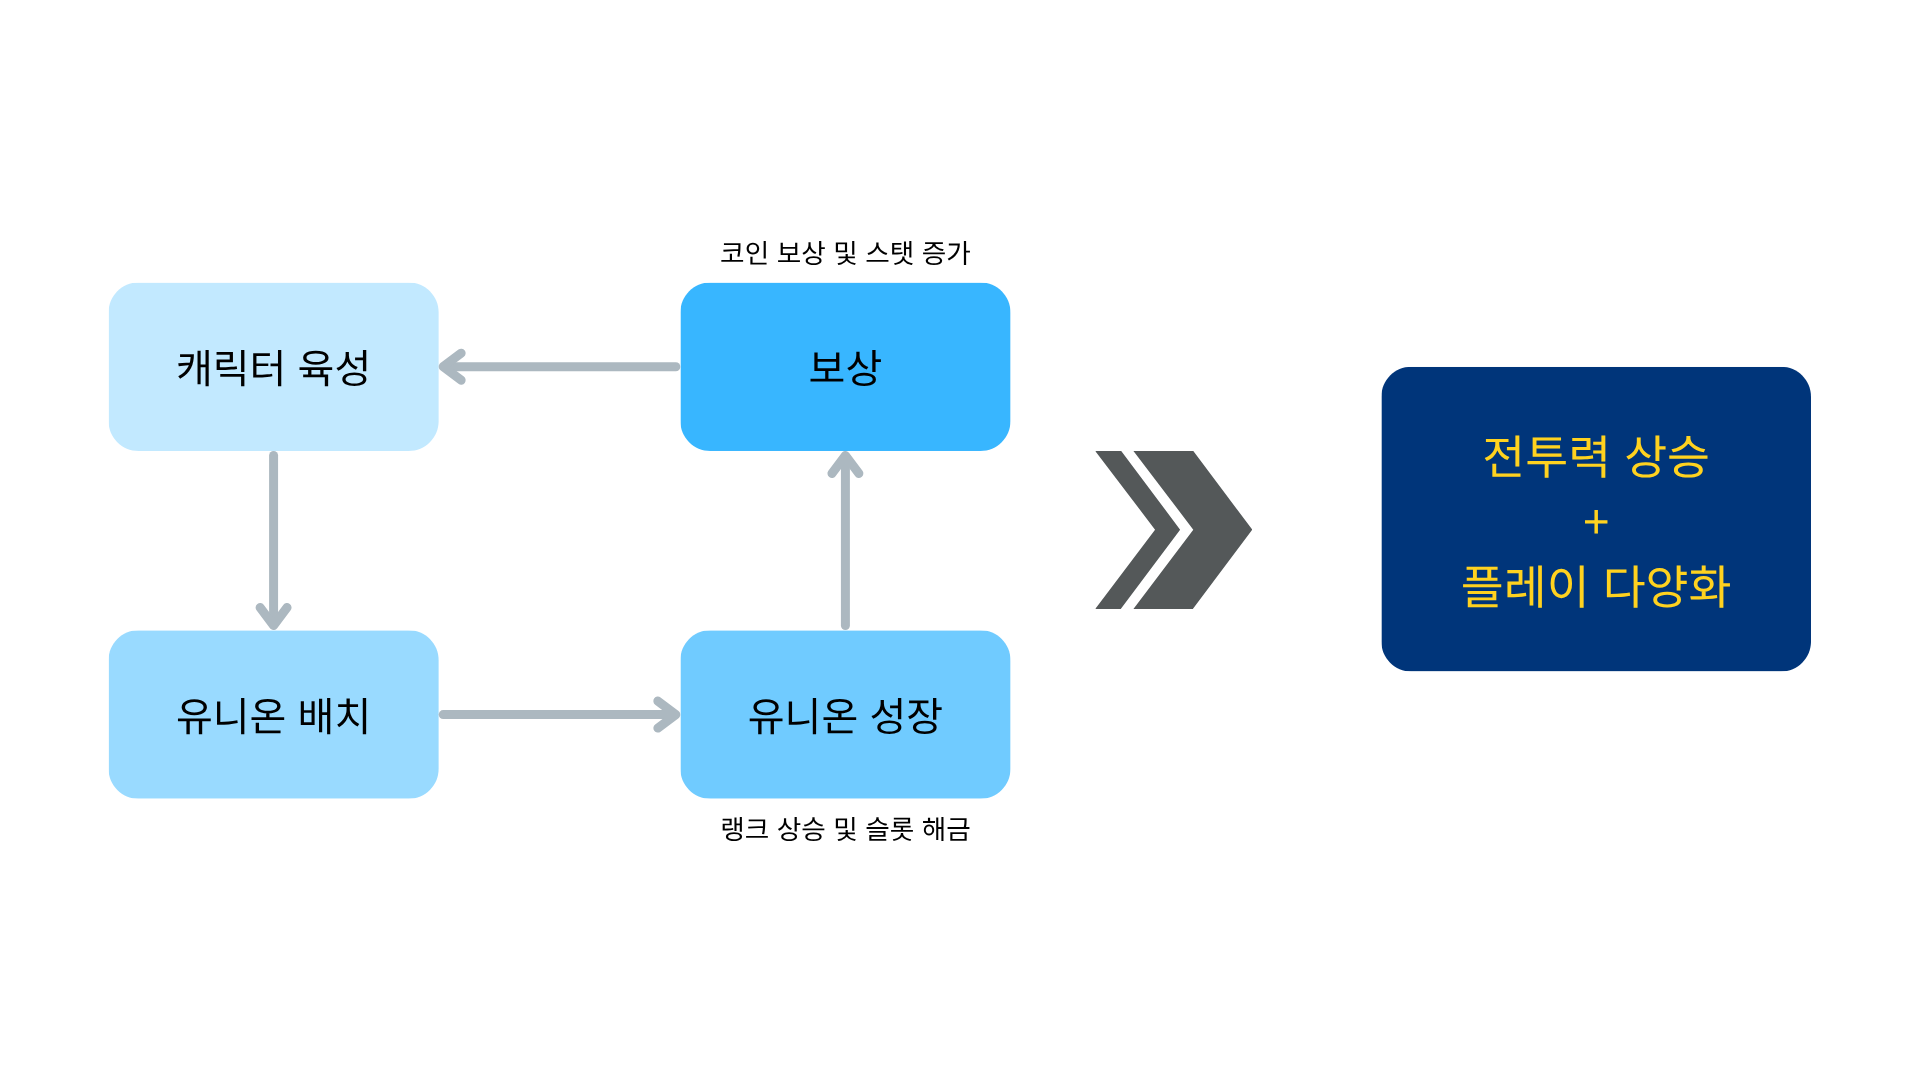 코인 보상 및 스탯 증가
캐릭터 육성
보상
유니온 배치
유니온 성장
랭크 상승 및 슬롯 해금
전투력 상승
+
플레이 다양화